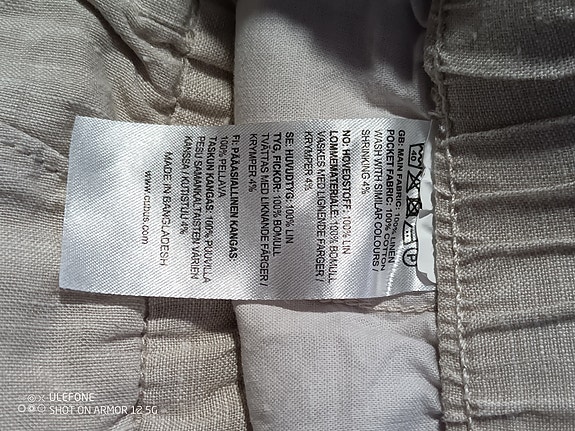 40
P
GB: MAIN FABRIC: 100% LINEN
POCKET FABRIC: 100% COTTON
WASH WITH SIMILAR COLOURS /
SHRINKING 4%
NO: HOVEDSTOFF: 100% LIN
LOMMEMATERIALE: 100% BOMULL
VASKES MED LIGNENDE FARGER /
KRYMPER 4%
SE: HUVUDTYG: 100% LIN
TYG, FICKOR: 100% BOMULL
TVÄTTAS MED LIKNANDE FÄRGER /
KRYMPER 4%
FI: PÄÄASIALLINEN KANGAS:
100% PELLAVA
TASKUN KANGAS: 100% PUUVILLA
PESU SAMANKALTAISTEN VÄRIEN
KANSSA / KUTISTUU 4%
MADE IN BANGLADESH
www.cubus.com
ULEFONE
SHOT ON ARMOR 12 5G